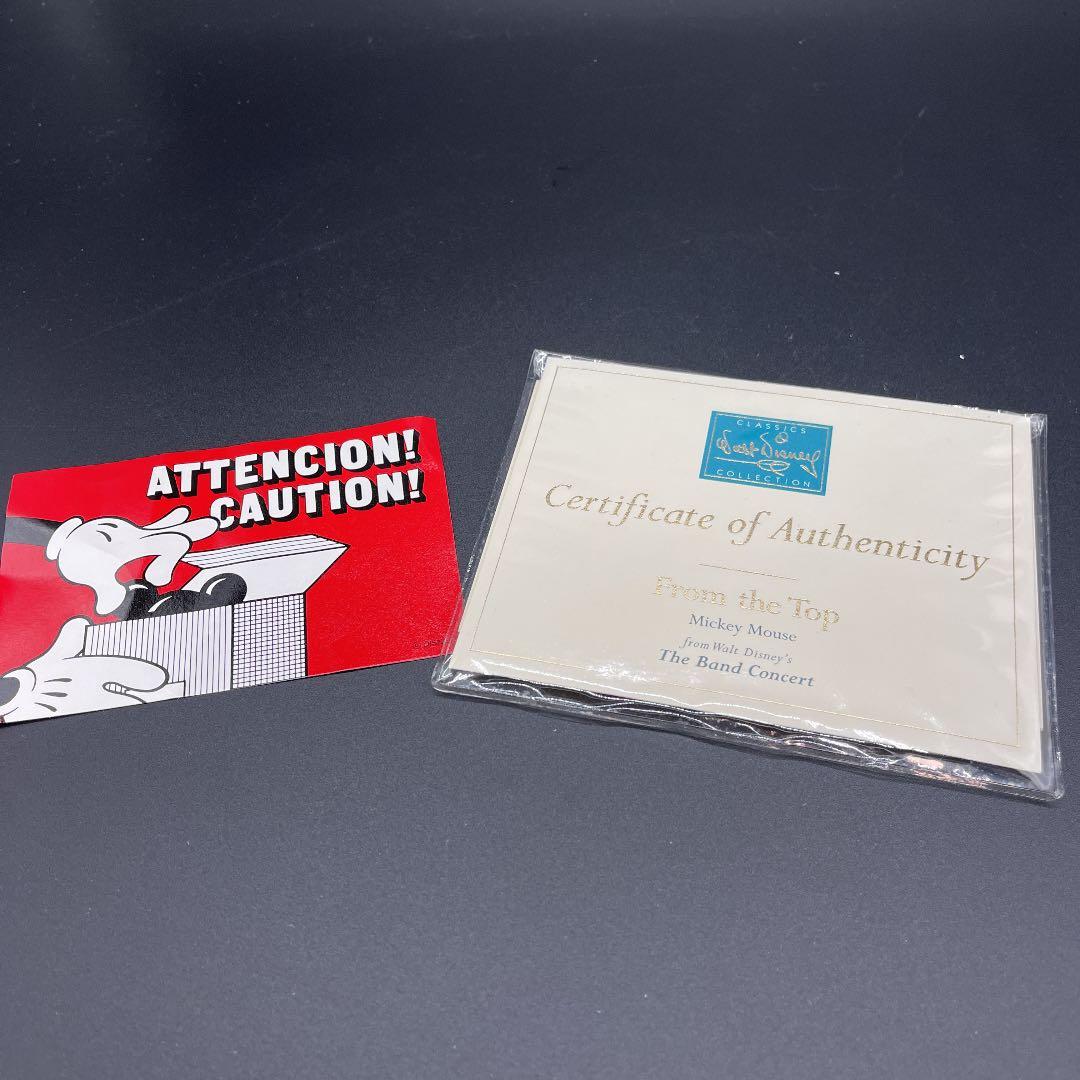 ATTENCION!
CAUTION!
CLASSICS
Walt Disney
COLLECTION
Certificate of Authenticity
From the Top
Mickey Mouse
from Walt Disney's
The Band Concert